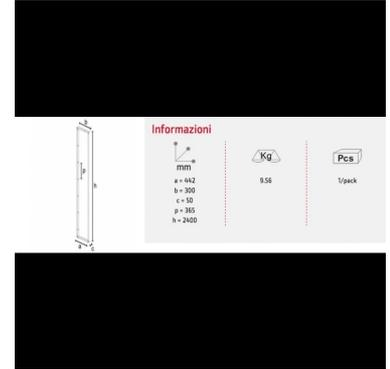 Informazioni
b
p
h
a
c
mm
Kg
Pcs
a = 442
b = 300
c = 50
p = 365
h = 2400
9.56
1/pack